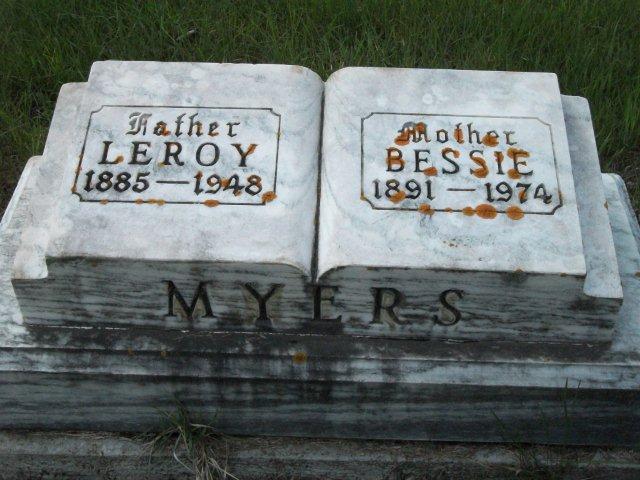 Father
LEROY
1885 — 1948
Mother
BESSIE
1891 — 1974
MYERS